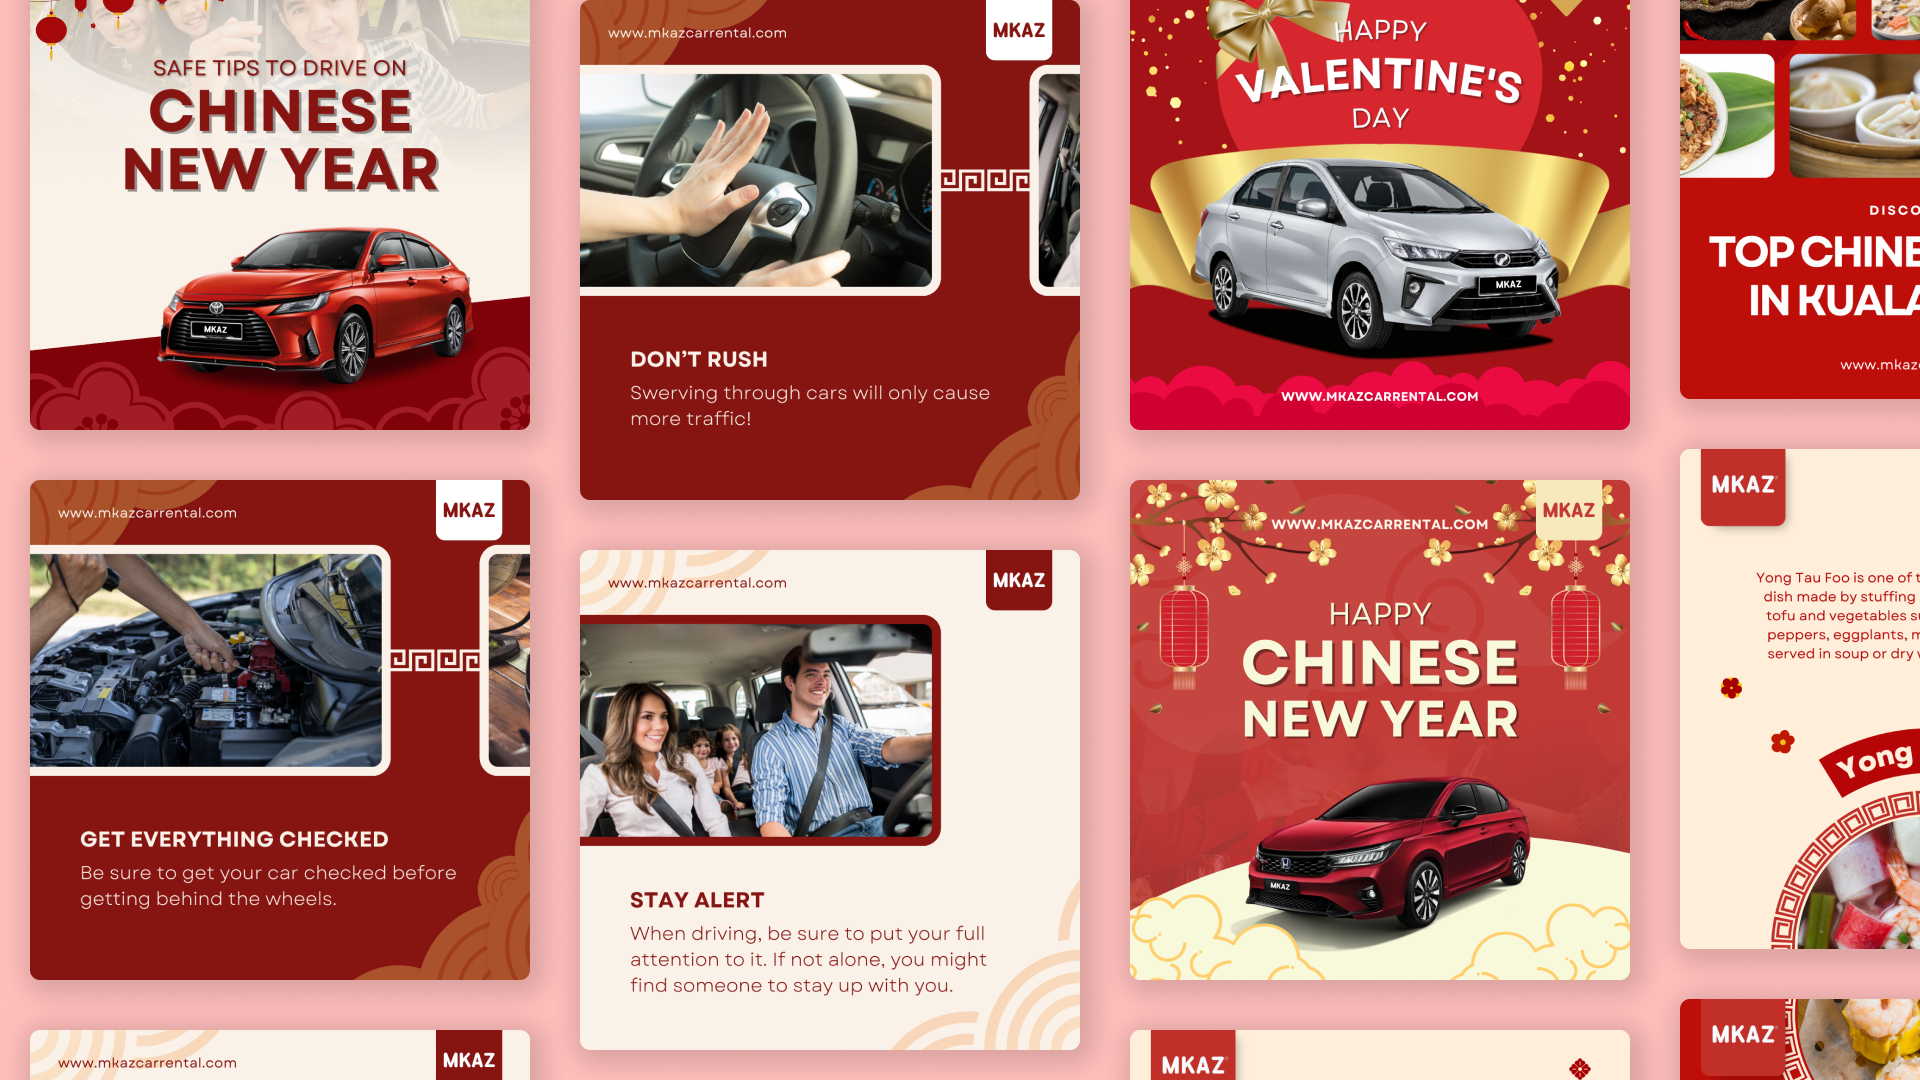 SAFE TIPS TO DRIVE ON
CHINESE
NEW YEAR
MKAZ
www.mkazcarrental.com
MKAZ
GET EVERYTHING CHECKED
Be sure to get your car checked before
getting behind the wheels.
www.mkazcarrental.com
MKAZ
www.mkazcarrental.com
MKAZ
DON’T RUSH
Swerving through cars will only cause
more traffic!
www.mkazcarrental.com
MKAZ
STAY ALERT
When driving, be sure to put your full
attention to it. If not alone, you might
find someone to stay up with you.
HAPPY
VALENTINE'S
DAY
MKAZ
WWW.MKAZCARRENTAL.COM
WWW.MKAZCARRENTAL.COM
MKAZ
HAPPY
CHINESE
NEW YEAR
MKAZ
MKAZ
DISCO
TOP CHINE
IN KUALA
www.mkaz
MKAZ
Yong Tau Foo is one of t
dish made by stuffing
tofu and vegetables su
peppers, eggplants, m
served in soup or dry
Yong
MKAZ